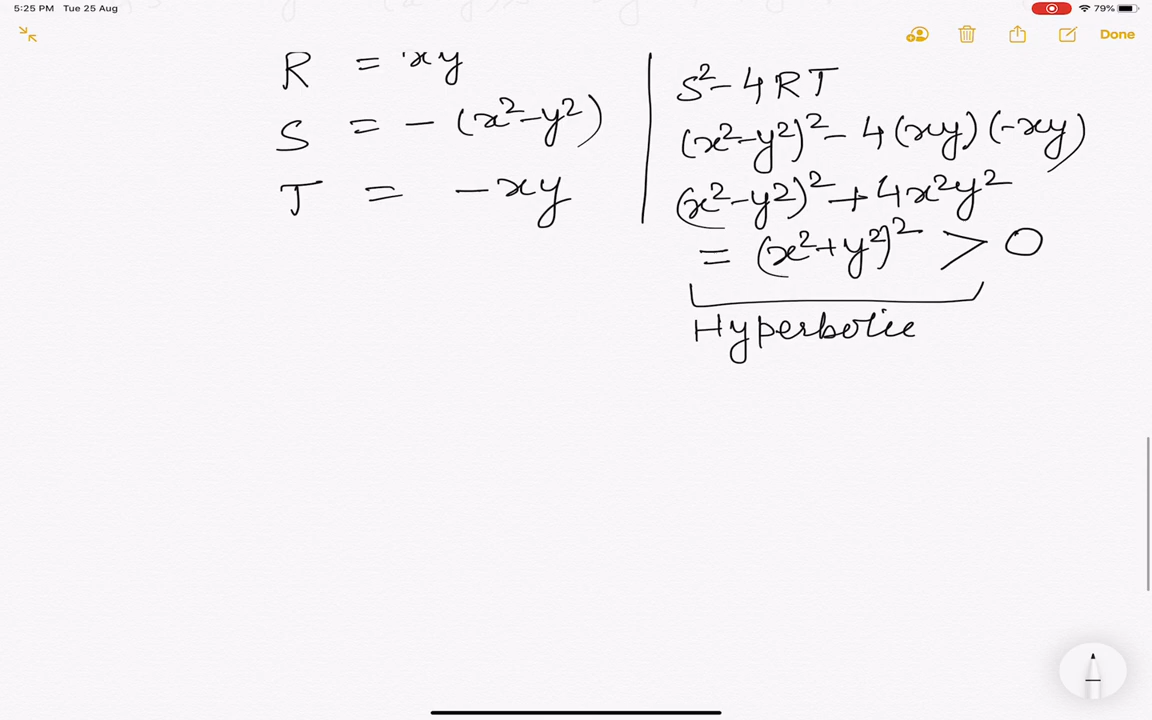 5:25 PM Tue 25 Aug
79%
Done
R = xy
S = - (x²-y²)
T = -xy
S²-4RT
(x²-y²)²-4(xy)(-xy)
(x²-y²)²+4x²y²
= (x²+y²)² > 0
Hyperbolic